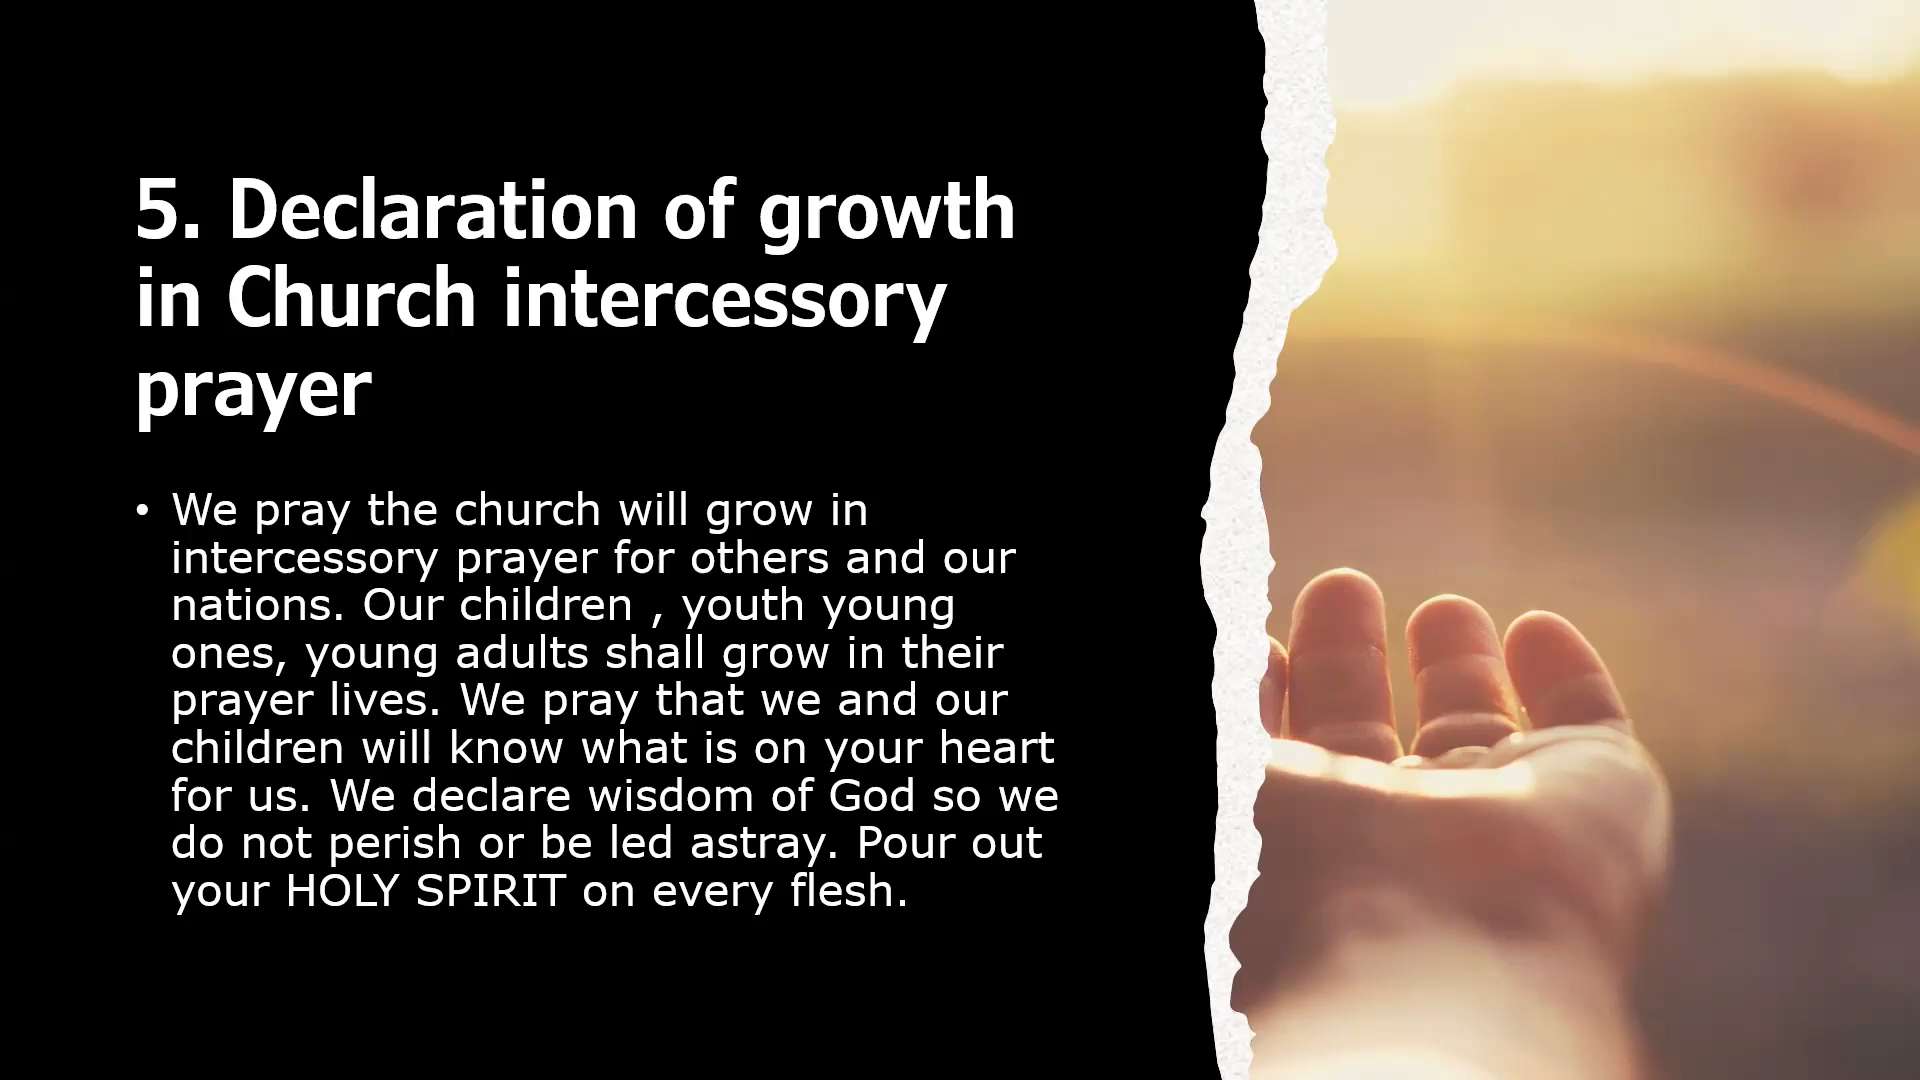 5. Declaration of growth
in Church intercessory
prayer
• We pray the church will grow in
intercessory prayer for others and our
nations. Our children , youth young
ones, young adults shall grow in their
prayer lives. We pray that we and our
children will know what is on your heart
for us. We declare wisdom of God so we
do not perish or be led astray. Pour out
your HOLY SPIRIT on every flesh.